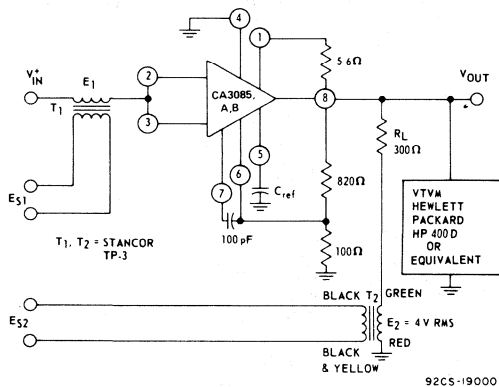 4
1
5 6Ω
V+IN
E1
2
CA3085,
A,B
8
VOUT
T1
3
RL
300Ω
ES1
7
6
5
Cref
820Ω
VTVM
HEWLETT
PACKARD
HP 400 D
OR
EQUIVALENT
T1, T2 = STANCOR
TP-3
100 pF
100Ω
BLACK T2 GREEN
ES2
E2 = 4 V RMS
BLACK
& YELLOW
RED
92CS-19000